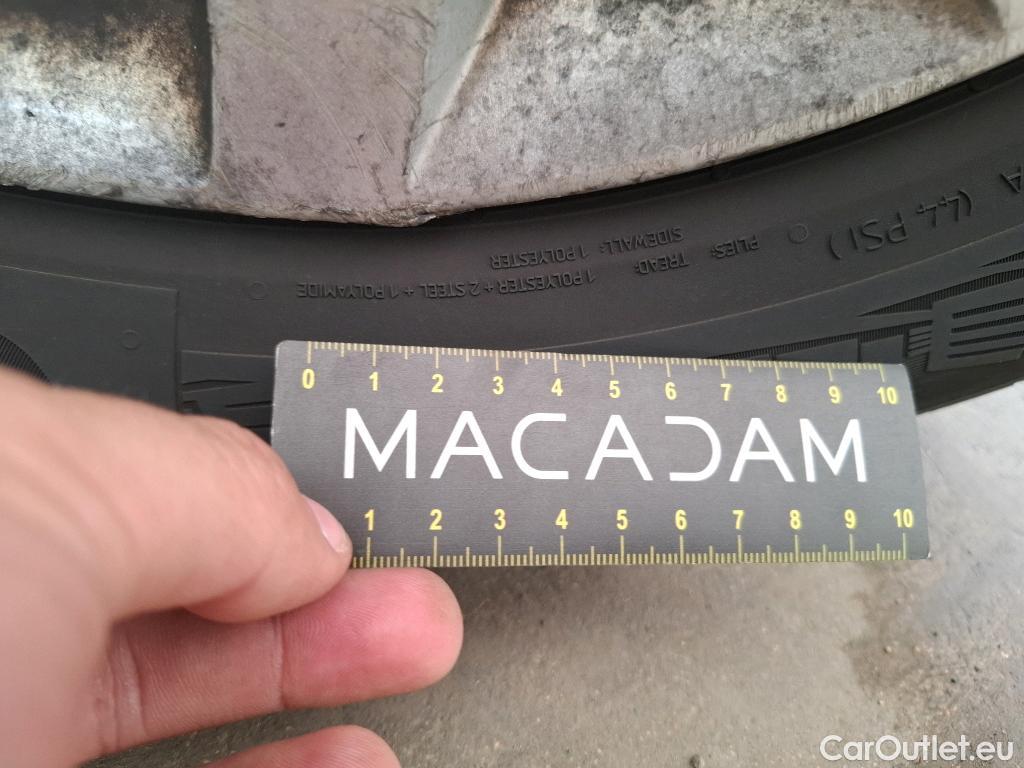 A (44 PSI)
PLIES:
TREAD: 1 POLYESTER + 2 STEEL + 1 POLYAMIDE
SIDEWALL: 1 POLYESTER
0 1 2 3 4 5 6 7 8 9 10
MACADAM
1 2 3 4 5 6 7 8 9 10
CarOutlet.eu